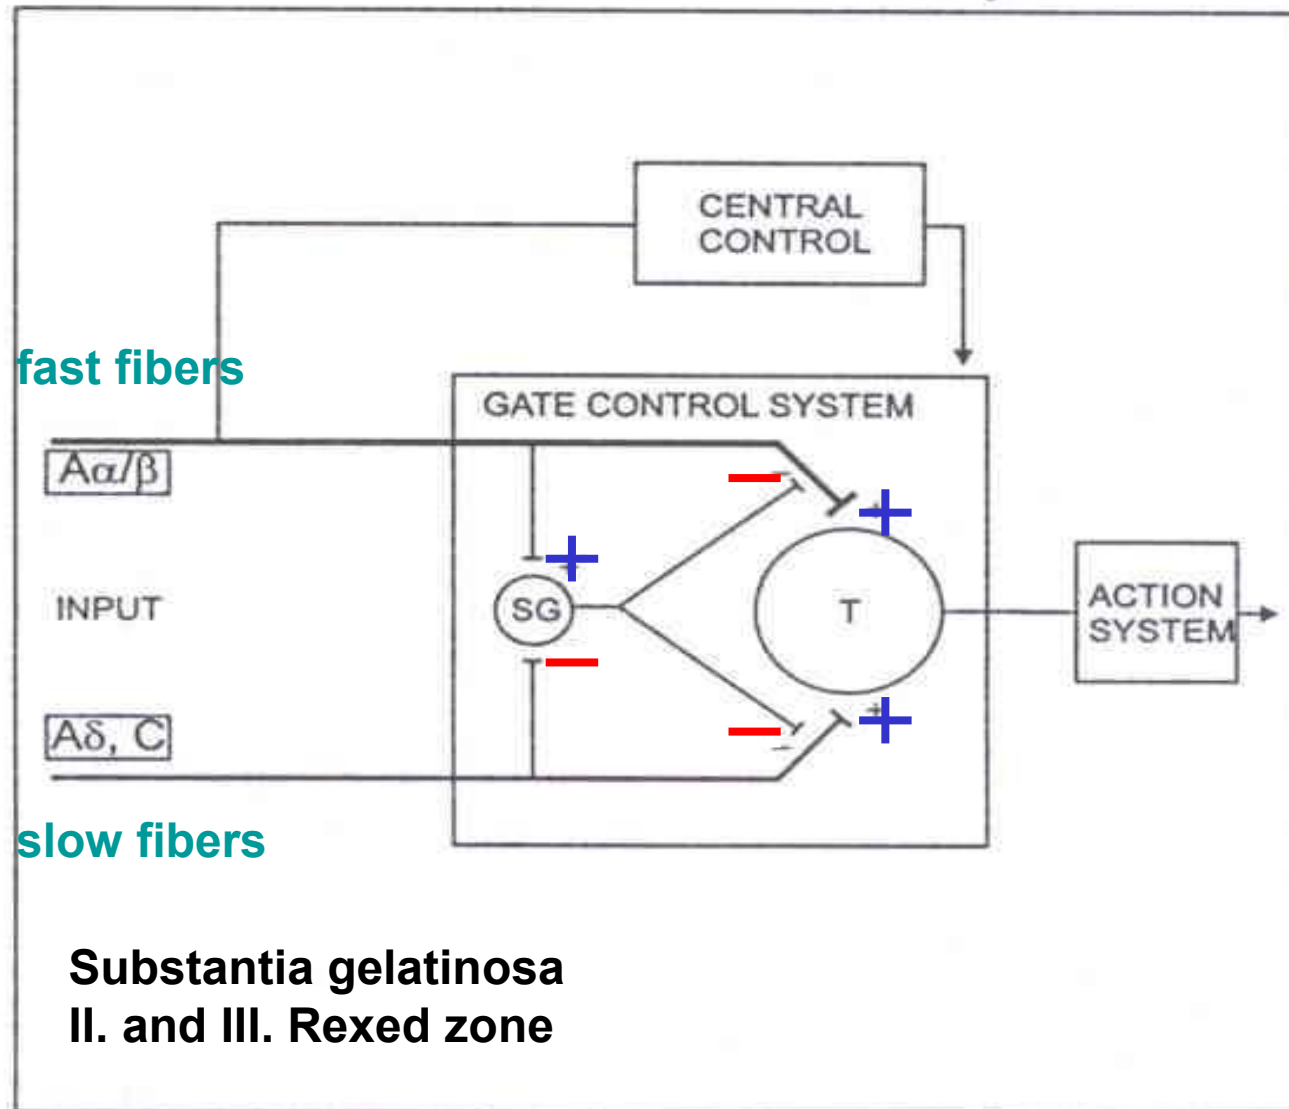 CENTRAL
CONTROL
fast fibers
GATE CONTROL SYSTEM
Aα/β
−
+
+
INPUT
SG
T
ACTION
SYSTEM
−
−
+
Aδ, C
slow fibers
Substantia gelatinosa
II. and III. Rexed zone